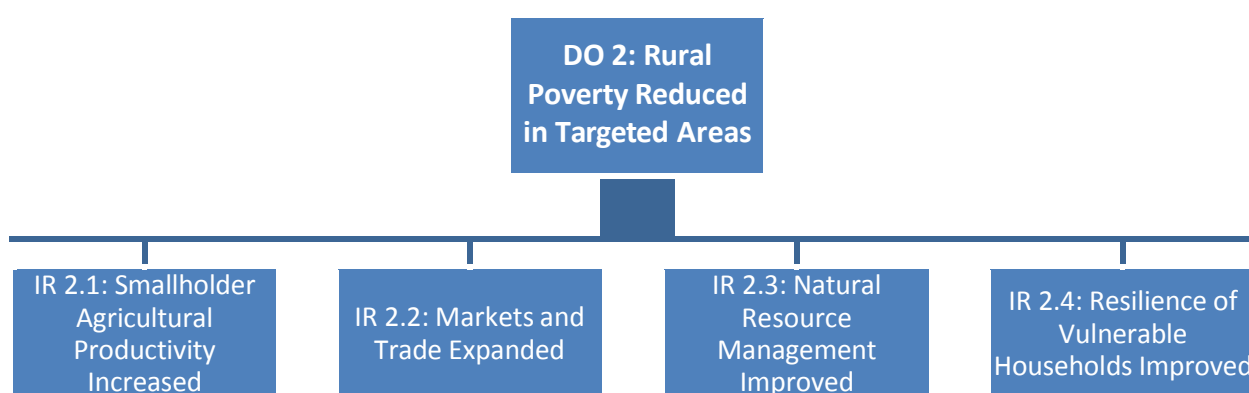 DO 2: Rural
Poverty Reduced
in Targeted Areas
IR 2.1: Smallholder
Agricultural
Productivity
Increased
IR 2.2: Markets and
Trade Expanded
IR 2.3: Natural
Resource
Management
Improved
IR 2.4: Resilience of
Vulnerable
Households Improved